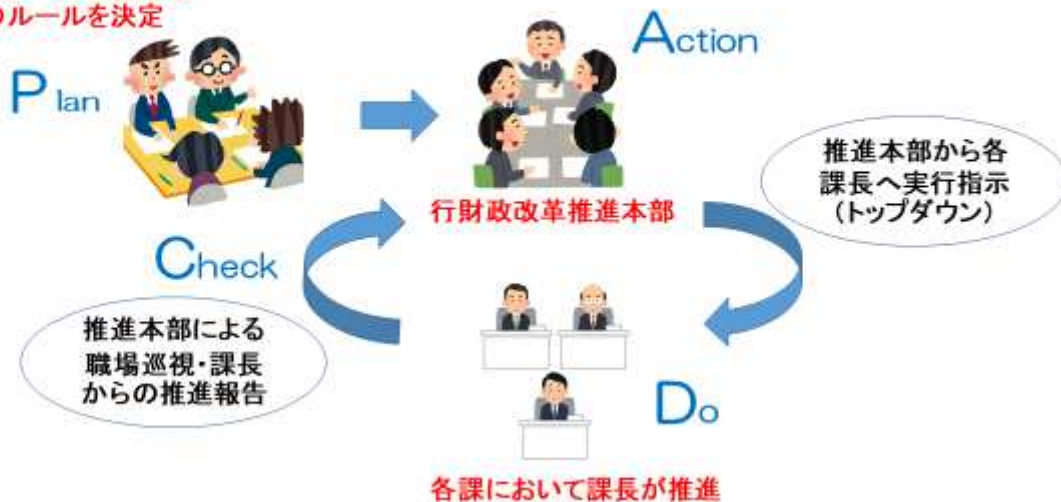 のルールを決定
Plan
Action
行財政改革推進本部
推進本部から各
課長へ実行指示
(トップダウン)
Check
推進本部による
職場巡視・課長
からの推進報告
Do
各課において課長が推進